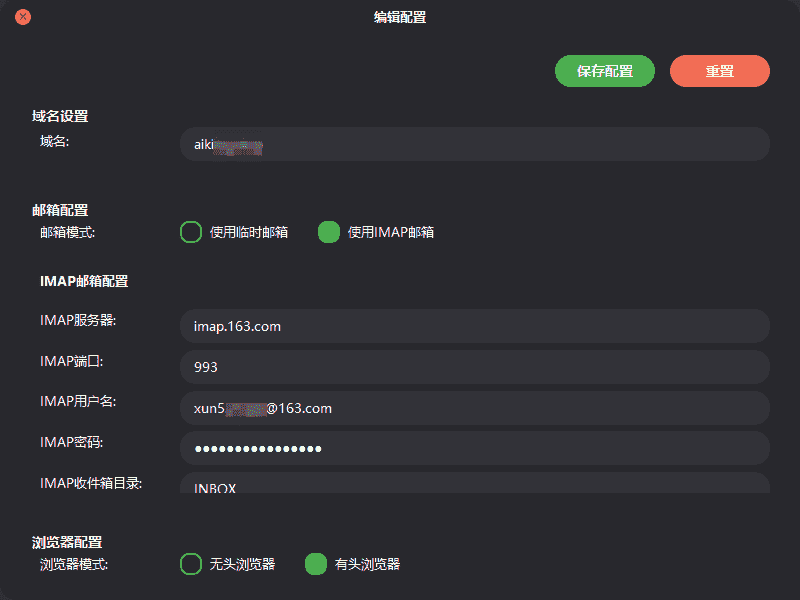 编辑配置
保存配置 重置
域名设置
域名: aiki
邮箱配置
邮箱模式: 使用临时邮箱 使用IMAP邮箱
IMAP邮箱配置
IMAP服务器: imap.163.com
IMAP端口: 993
IMAP用户名: xun5 @163.com
IMAP密码: ●●●●●●●●●●●●●●●●
IMAP收件箱目录: INBOX
浏览器配置
浏览器模式: 无头浏览器 有头浏览器